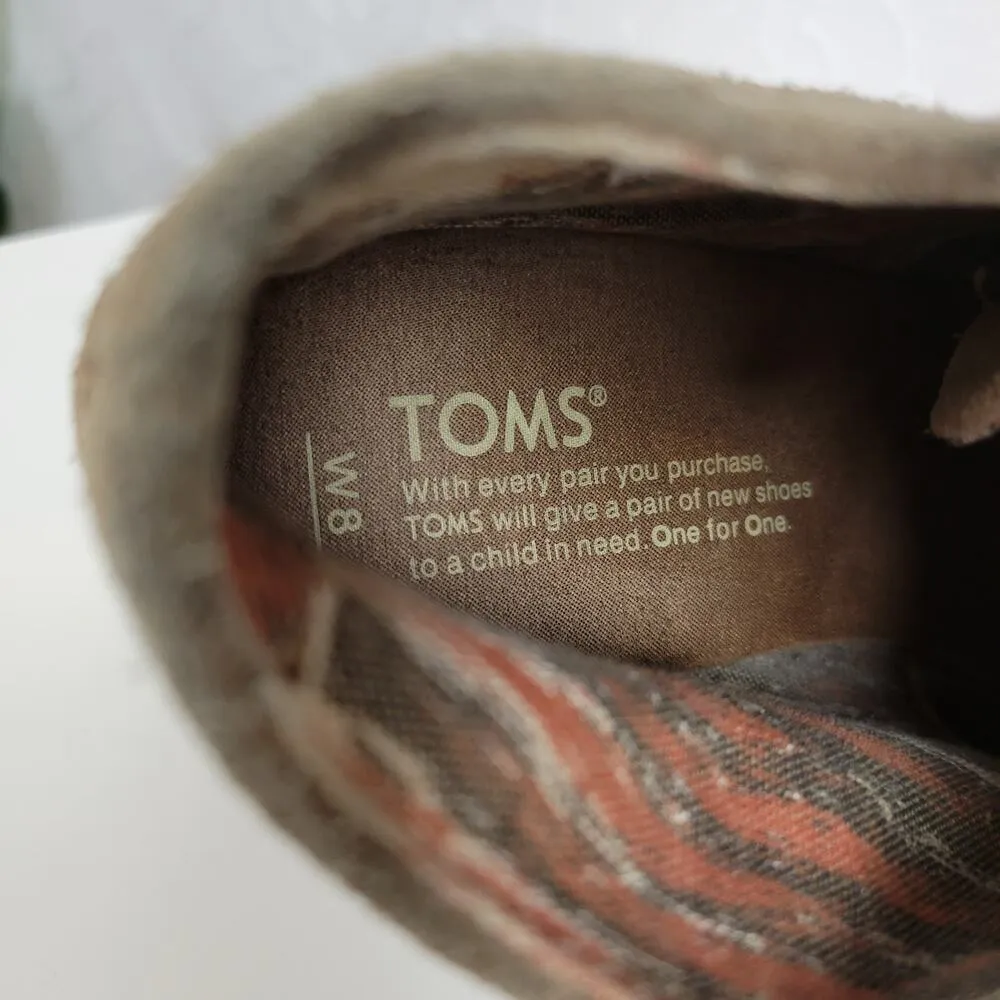 TOMS®
With every pair you purchase,
TOMS will give a pair of new shoes
to a child in need. One for One.
W8